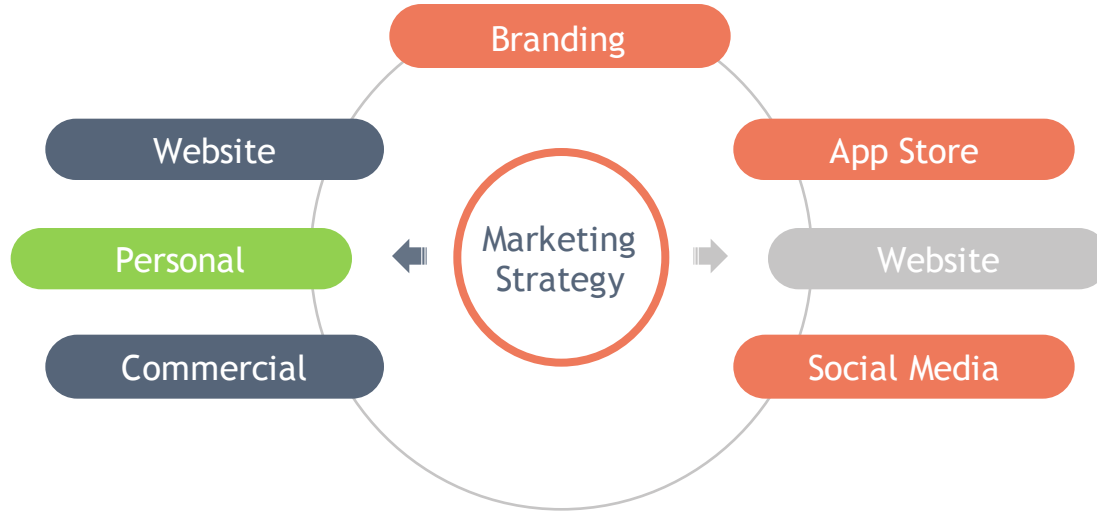 Branding
Website
App Store
Marketing
Strategy
Personal
Website
Commercial
Social Media